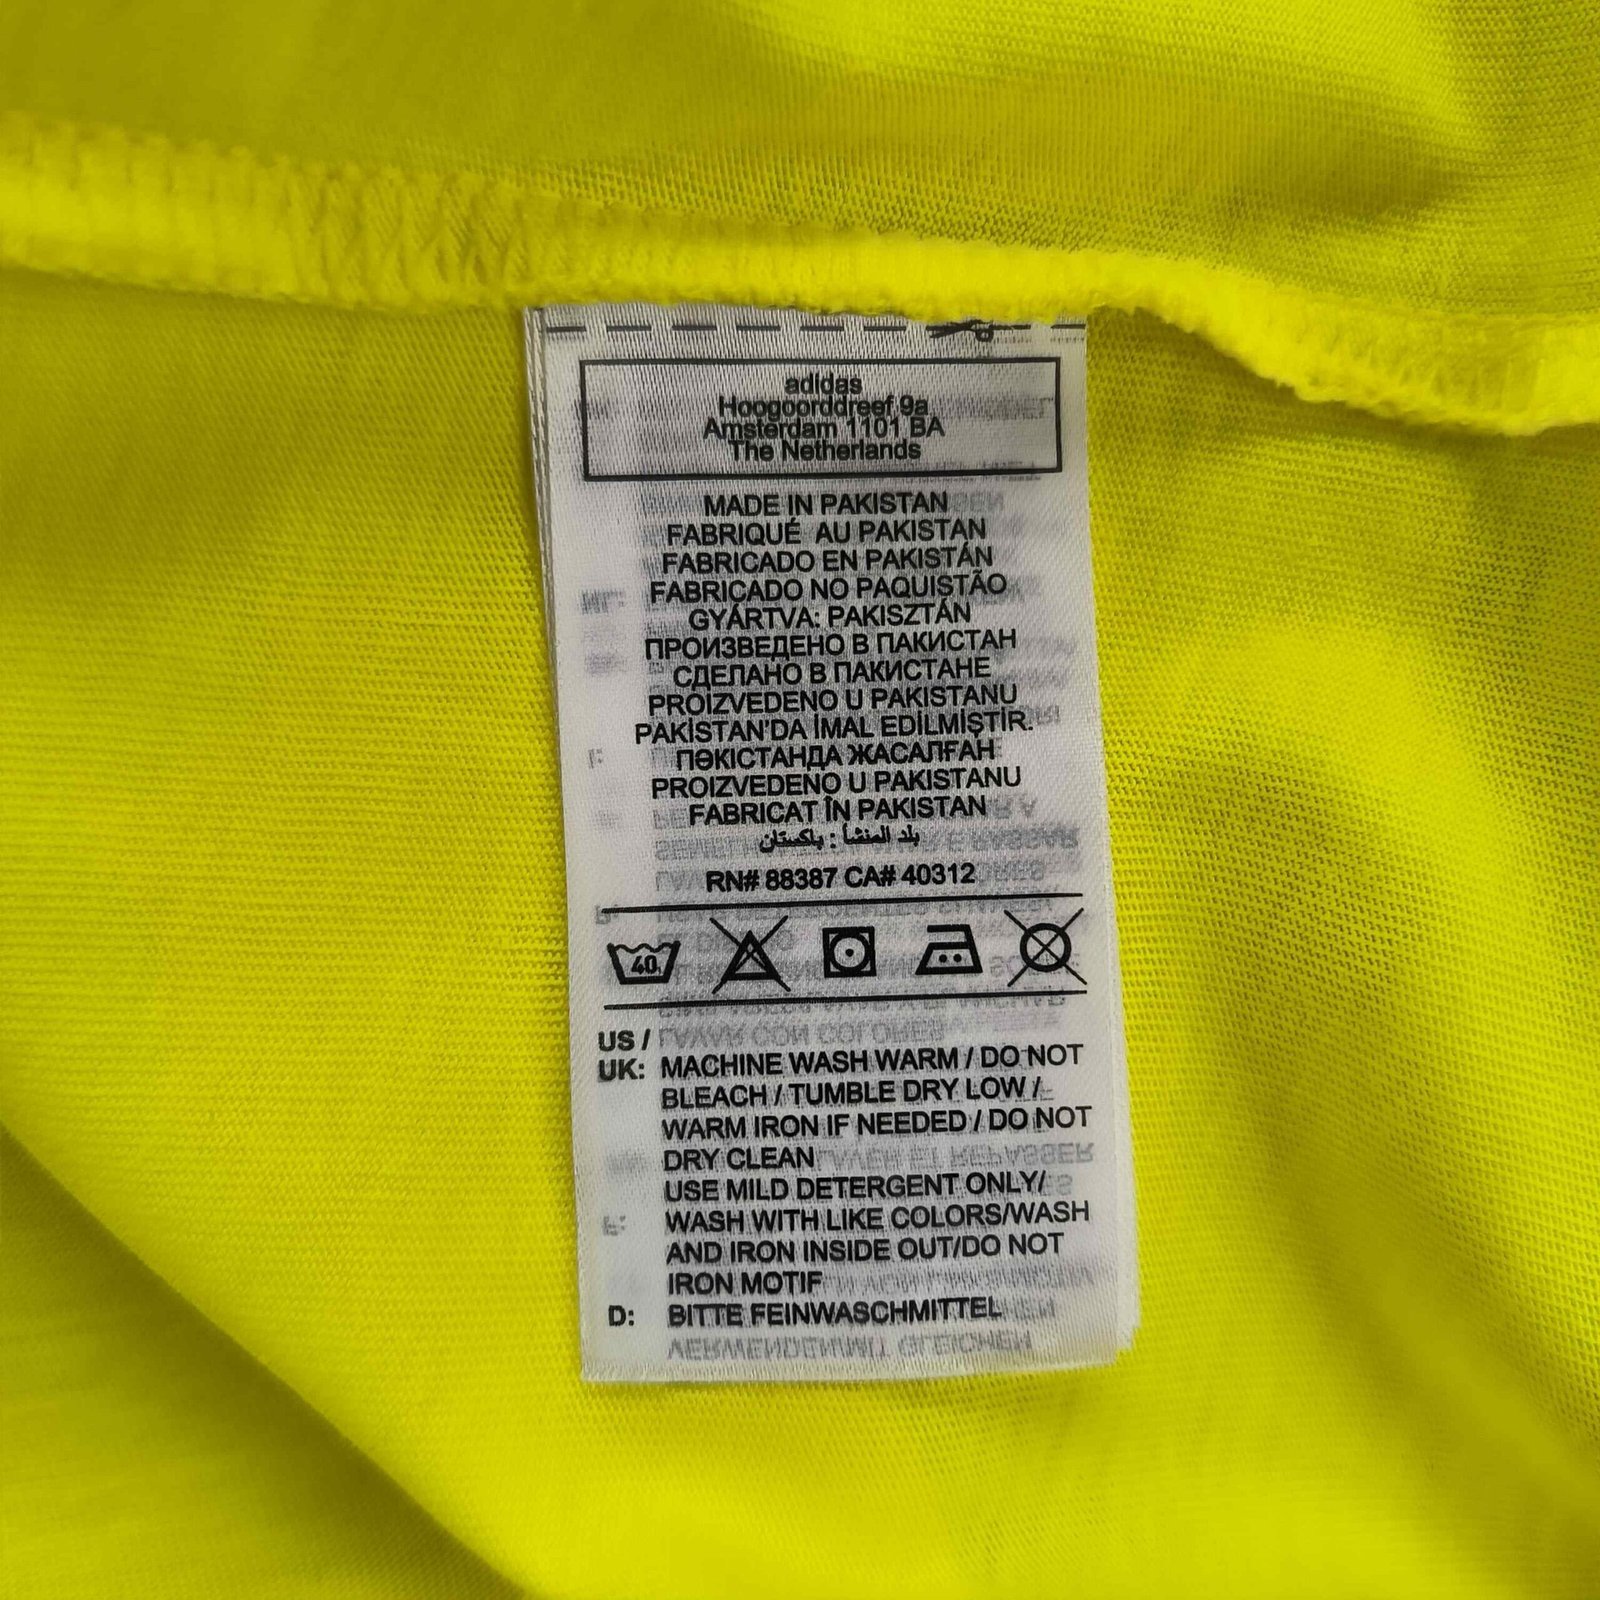 adidas
Hoogoorddreef 9a
Amsterdam 1101 BA
The Netherlands
MADE IN PAKISTAN
FABRIQUÉ AU PAKISTAN
FABRICADO EN PAKISTÁN
FABRICADO NO PAQUISTÃO
GYÁRTVA: PAKISZTÁN
ПРОИЗВЕДЕНО В ПАКИСТАН
СДЕЛАНО В ПАКИСТАНЕ
PROIZVEDENO U PAKISTANU
PAKİSTAN'DA İMAL EDİLMİŞTİR.
ПӘКІСТАНДА ЖАСАЛҒАН
PROIZVEDENO U PAKISTANU
FABRICAT ÎN PAKISTAN
بلد المنشأ : باكستان
RN# 88387 CA# 40312
40
US /
UK: MACHINE WASH WARM / DO NOT
BLEACH / TUMBLE DRY LOW /
WARM IRON IF NEEDED / DO NOT
DRY CLEAN
USE MILD DETERGENT ONLY/
WASH WITH LIKE COLORS/WASH
AND IRON INSIDE OUT/DO NOT
IRON MOTIF
D: BITTE FEINWASCHMITTEL